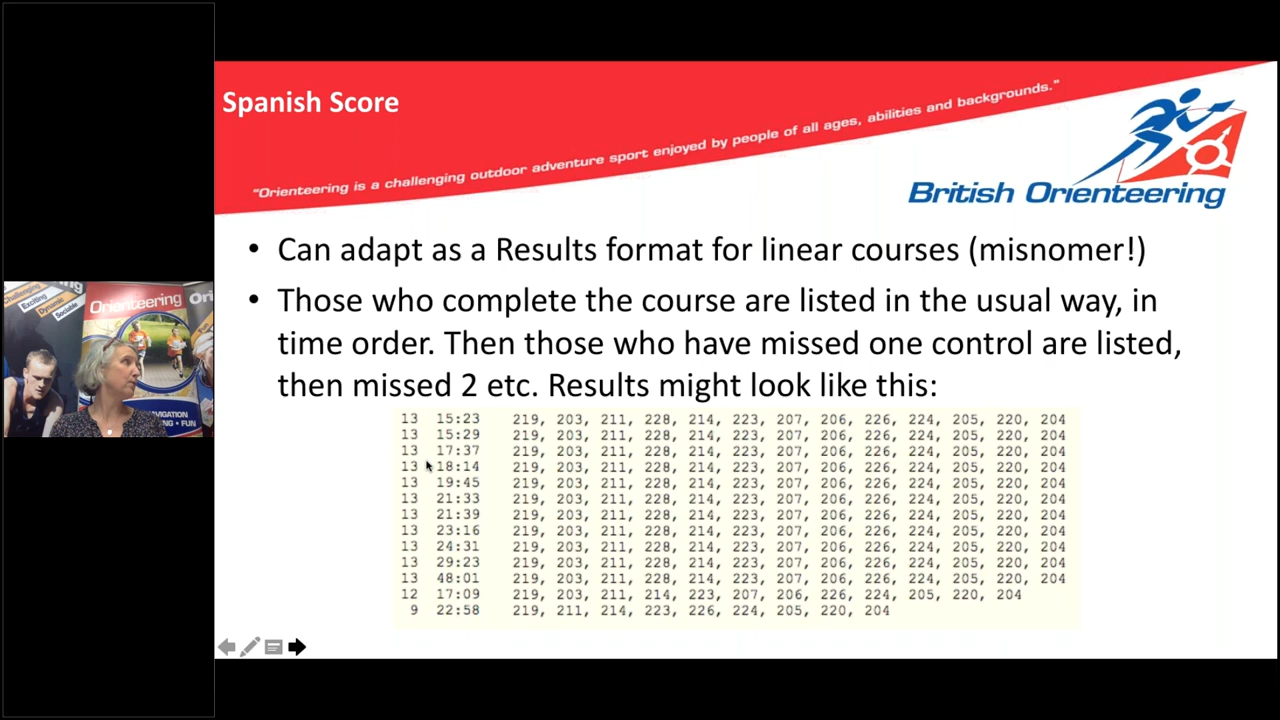 Spanish Score
"Orienteering is a challenging outdoor adventure sport enjoyed by people of all ages, abilities and backgrounds."
British Orienteering
• Can adapt as a Results format for linear courses (misnomer!)
• Those who complete the course are listed in the usual way, in
time order. Then those who have missed one control are listed,
then missed 2 etc. Results might look like this:
13 15:23 219, 203, 211, 228, 214, 223, 207, 206, 226, 224, 205, 220, 204
13 15:29 219, 203, 211, 228, 214, 223, 207, 206, 226, 224, 205, 220, 204
13 17:37 219, 203, 211, 228, 214, 223, 207, 206, 226, 224, 205, 220, 204
13 18:14 219, 203, 211, 228, 214, 223, 207, 206, 226, 224, 205, 220, 204
13 19:45 219, 203, 211, 228, 214, 223, 207, 206, 226, 224, 205, 220, 204
13 21:33 219, 203, 211, 228, 214, 223, 207, 206, 226, 224, 205, 220, 204
13 21:39 219, 203, 211, 228, 214, 223, 207, 206, 226, 224, 205, 220, 204
13 23:16 219, 203, 211, 228, 214, 223, 207, 206, 226, 224, 205, 220, 204
13 24:31 219, 203, 211, 228, 214, 223, 207, 206, 226, 224, 205, 220, 204
13 29:23 219, 203, 211, 228, 214, 223, 207, 206, 226, 224, 205, 220, 204
13 48:01 219, 203, 211, 228, 214, 223, 207, 206, 226, 224, 205, 220, 204
12 17:09 219, 203, 211, 214, 223, 207, 206, 226, 224, 205, 220, 204
9 22:58 219, 211, 214, 223, 226, 224, 205, 220, 204
Challenging
Exciting
Dynamic
Sociable
Orienteering
• FUN